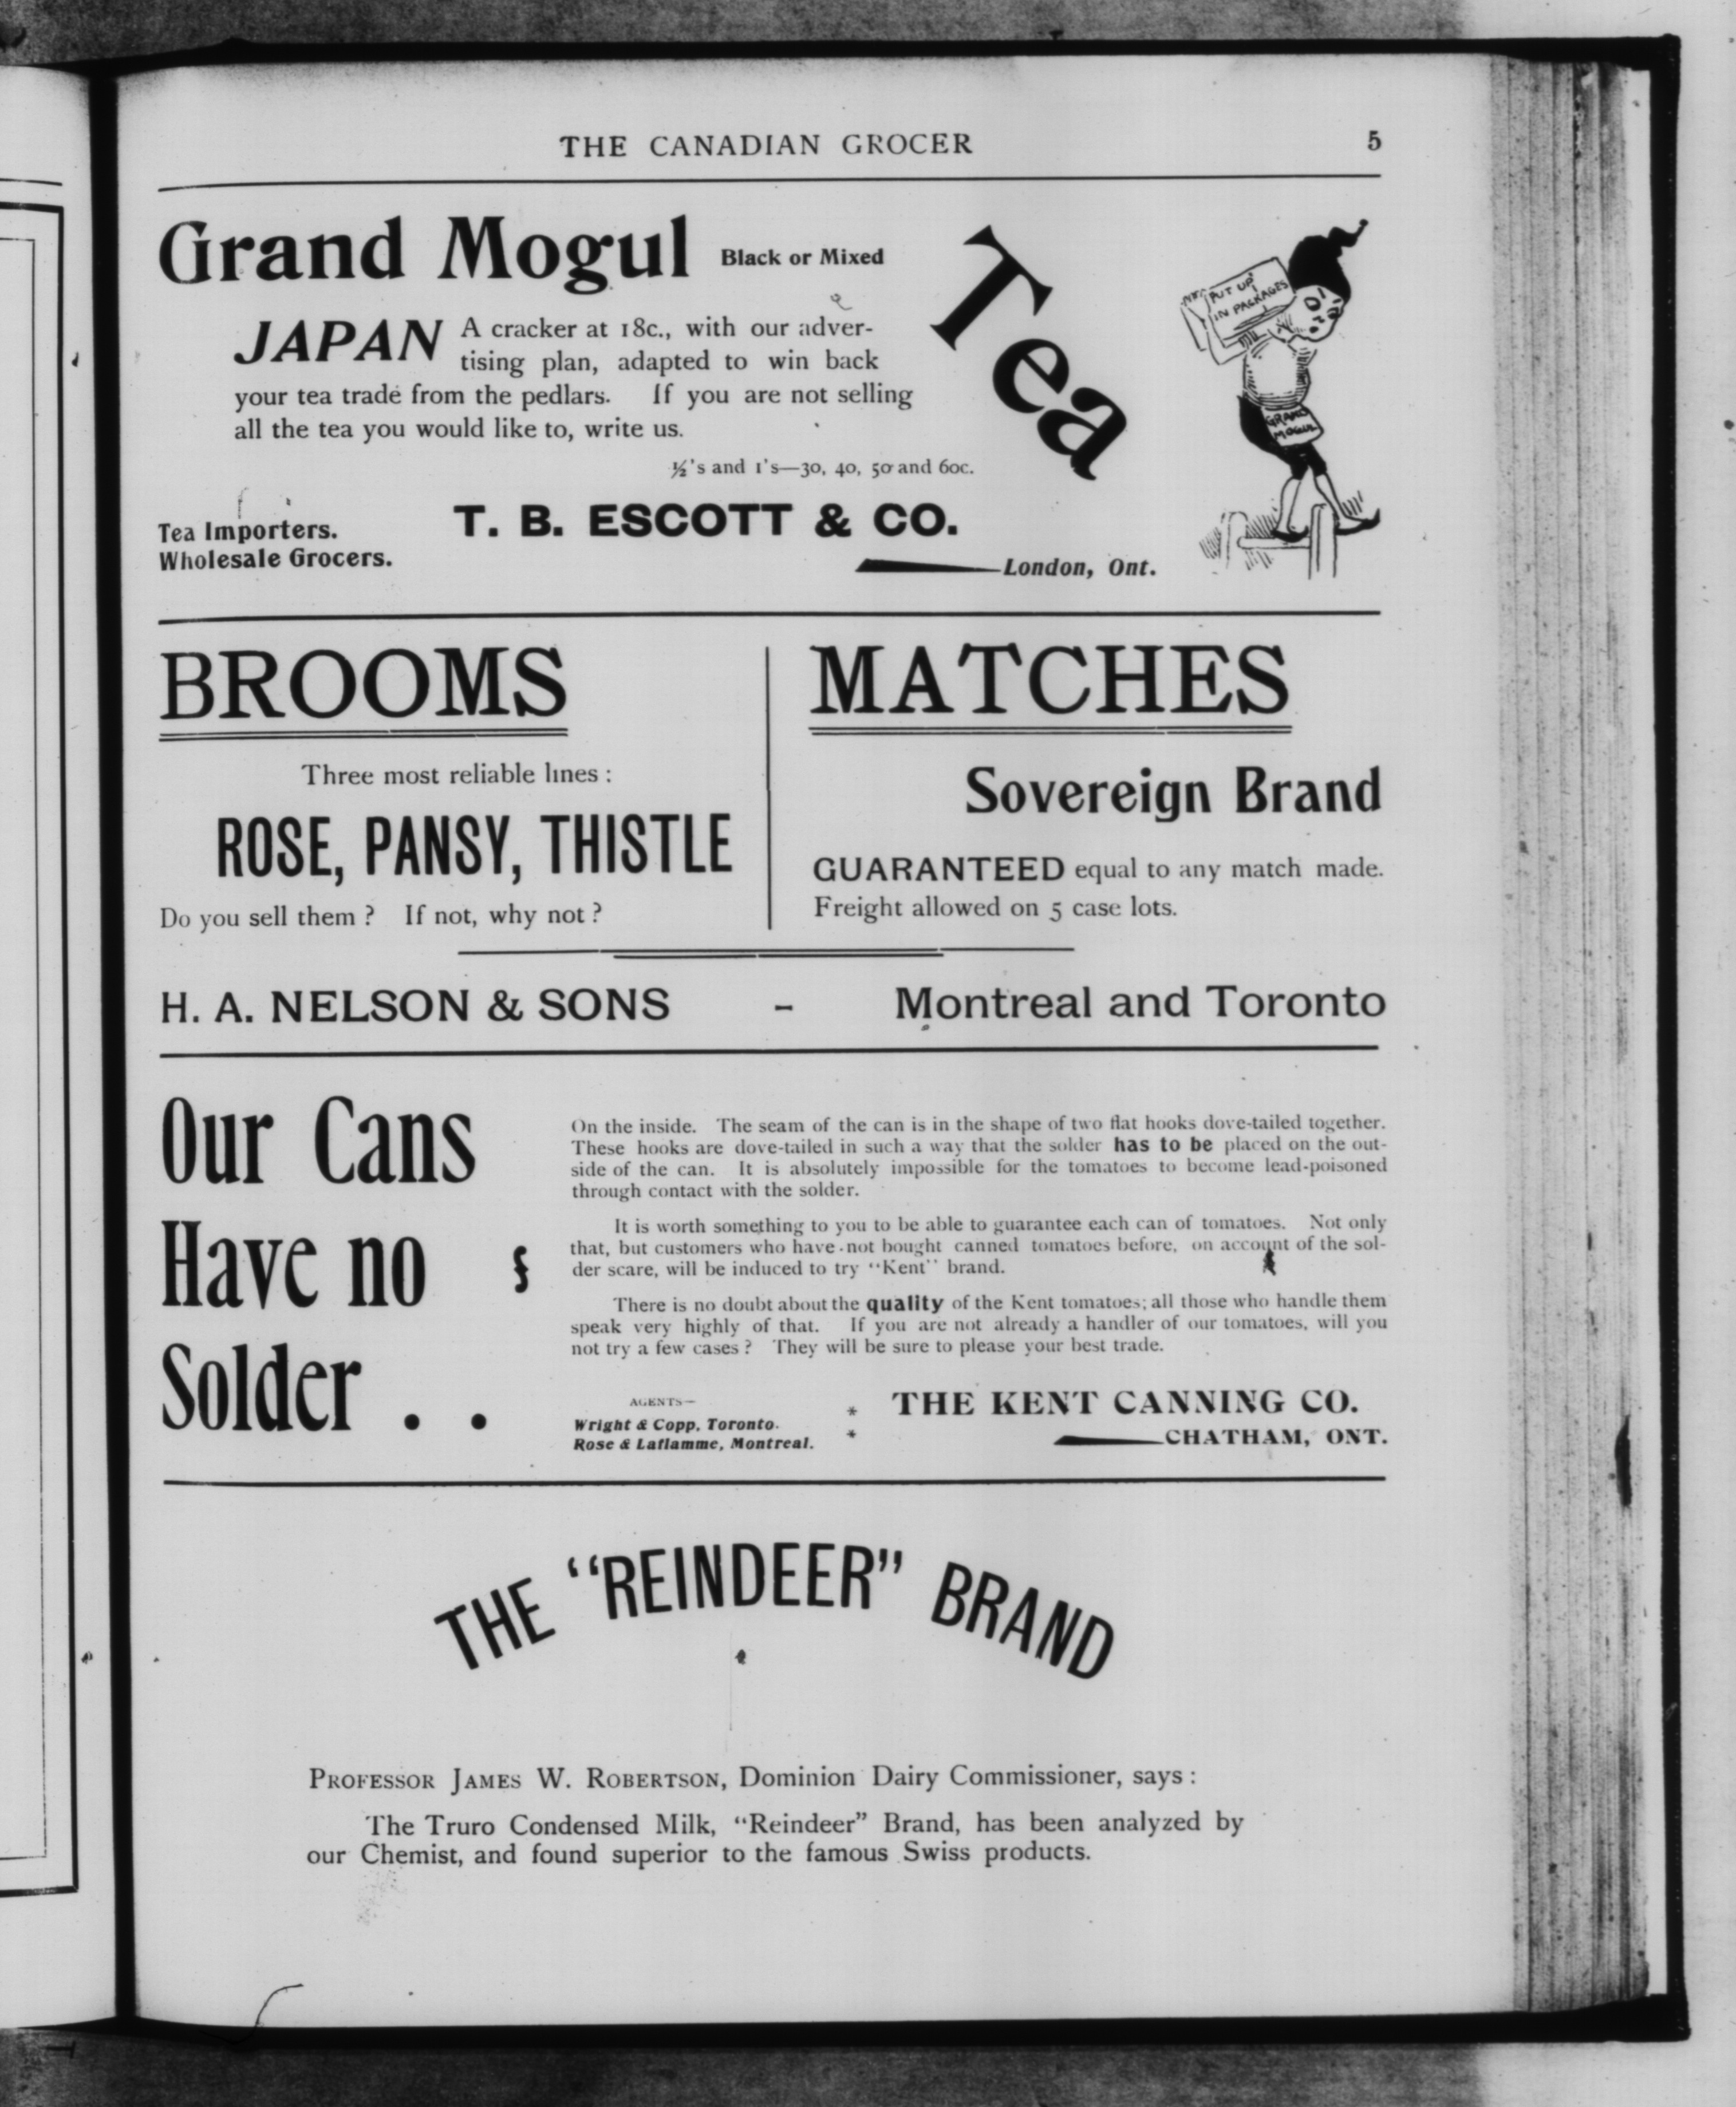 THE CANADIAN GROCER 5
Grand Mogul Black or Mixed Tea
PUT UP
IN PACKAGES
GRAND
MOGUL
JAPAN A cracker at 18c., with our adver-
tising plan, adapted to win back
your tea trade from the pedlars. If you are not selling
all the tea you would like to, write us.
½'s and 1's—30, 40, 50 and 60c.
Tea Importers.
Wholesale Grocers.
T. B. ESCOTT & CO.
London, Ont.
BROOMS
Three most reliable lines :
ROSE, PANSY, THISTLE
Do you sell them ? If not, why not ?
MATCHES
Sovereign Brand
GUARANTEED equal to any match made.
Freight allowed on 5 case lots.
H. A. NELSON & SONS - Montreal and Toronto
Our Cans
Have no
Solder . .
On the inside. The seam of the can is in the shape of two flat hooks dove-tailed together.
These hooks are dove-tailed in such a way that the solder has to be placed on the out-
side of the can. It is absolutely impossible for the tomatoes to become lead-poisoned
through contact with the solder.
It is worth something to you to be able to guarantee each can of tomatoes. Not only
that, but customers who have not bought canned tomatoes before, on account of the sol-
der scare, will be induced to try "Kent" brand.
There is no doubt about the quality of the Kent tomatoes; all those who handle them
speak very highly of that. If you are not already a handler of our tomatoes, will you
not try a few cases ? They will be sure to please your best trade.
AGENTS—
Wright & Copp, Toronto.
Rose & Laflamme, Montreal.
* *
THE KENT CANNING CO.
CHATHAM, ONT.
THE "REINDEER" BRAND
PROFESSOR JAMES W. ROBERTSON, Dominion Dairy Commissioner, says :
The Truro Condensed Milk, "Reindeer" Brand, has been analyzed by
our Chemist, and found superior to the famous Swiss products.